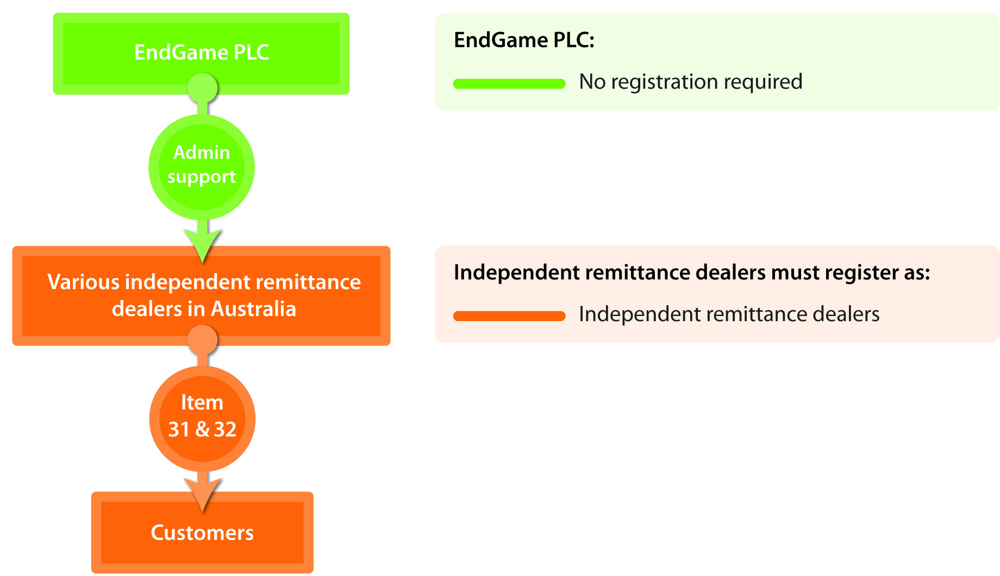 EndGame PLC
EndGame PLC:
No registration required
Admin
support
Various independent remittance
dealers in Australia
Independent remittance dealers must register as:
Independent remittance dealers
Item
31 & 32
Customers